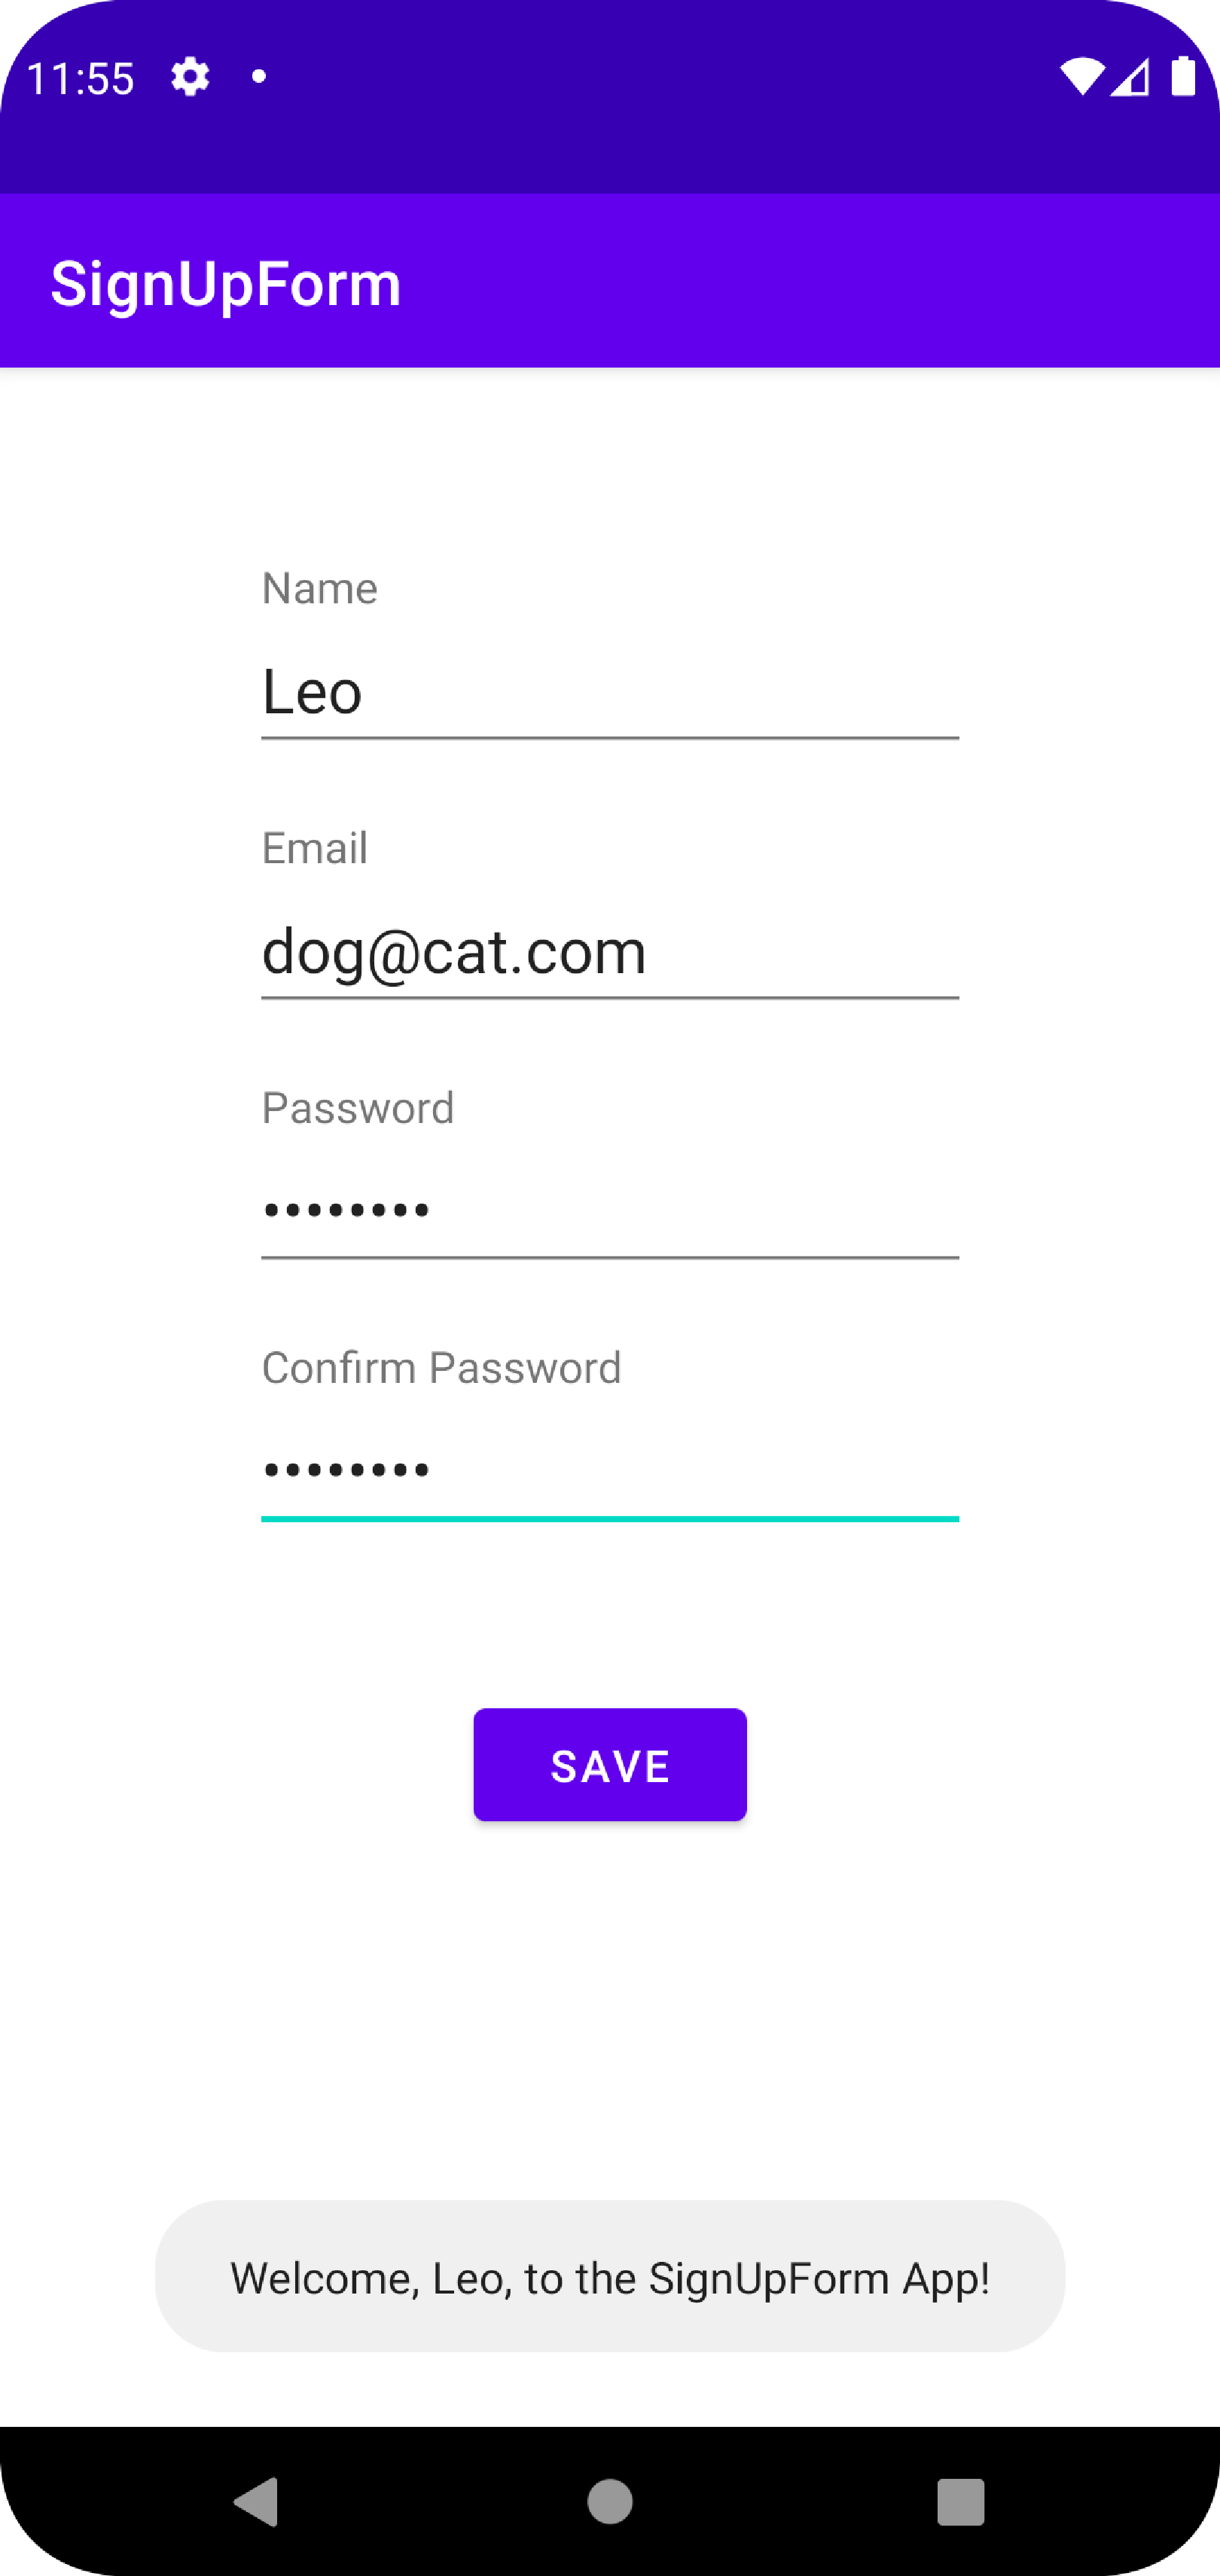 11:55
SignUpForm
Name
Leo
Email
dog@cat.com
Password
••••••••
Confirm Password
••••••••
SAVE
Welcome, Leo, to the SignUpForm App!